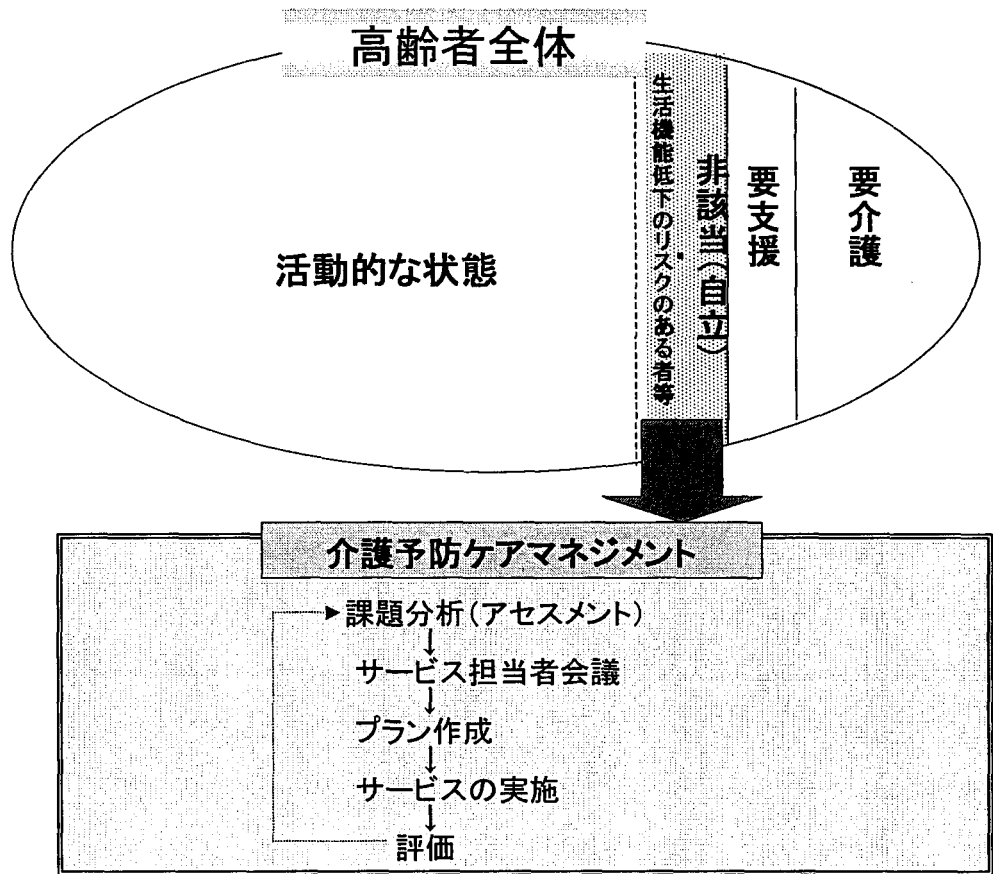 高齢者全体
活動的な状態
生活機能低下のリスクのある者等
非該当(自立)
要支援
要介護
介護予防ケアマネジメント
課題分析(アセスメント)
サービス担当者会議
プラン作成
サービスの実施
評価